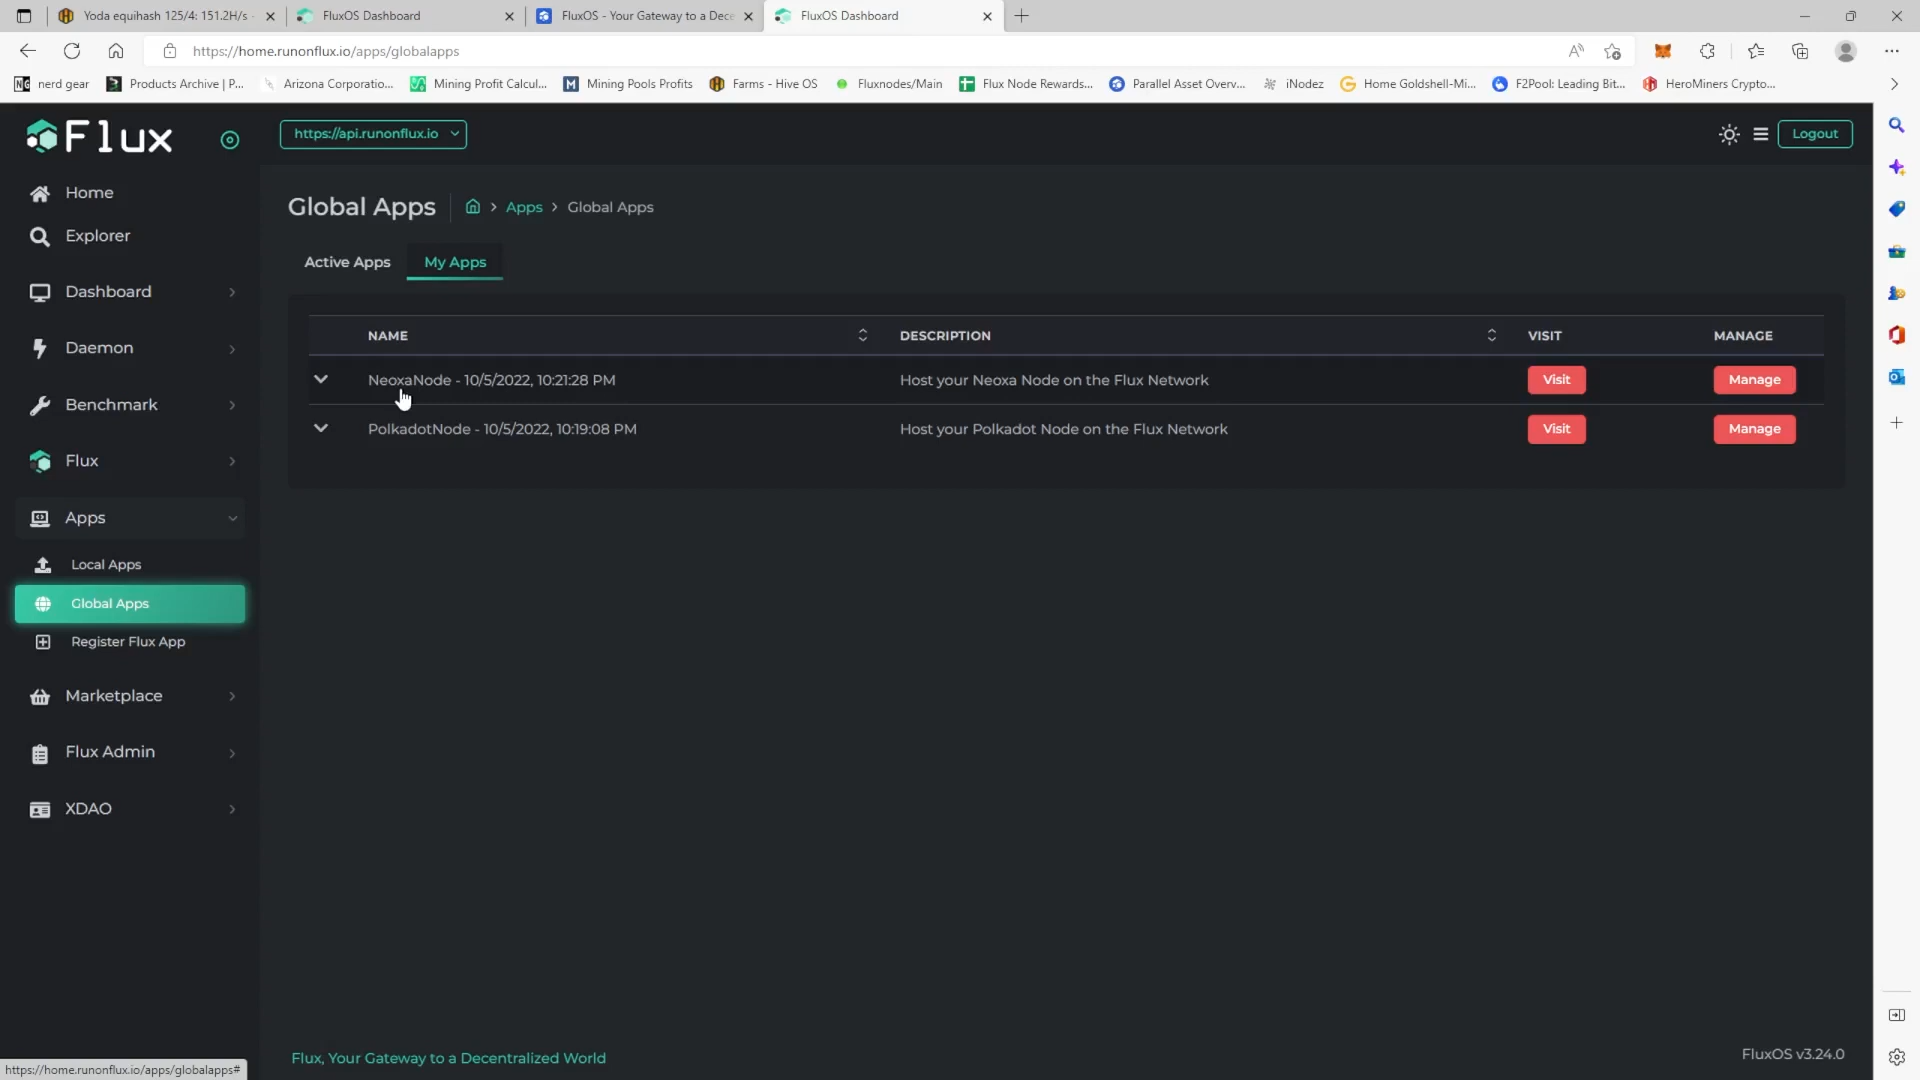 Yoda equihash 125/4: 151.2H/s -
FluxOS Dashboard
FluxOS - Your Gateway to a Dece
FluxOS Dashboard
https://home.runonflux.io/apps/globalapps
nerd gear
Products Archive | P...
Arizona Corporatio...
Mining Profit Calcul...
Mining Pools Profits
Farms - Hive OS
Fluxnodes/Main
Flux Node Rewards...
Parallel Asset Overv...
iNodez
Home Goldshell-Mi...
F2Pool: Leading Bit...
HeroMiners Crypto...
Flux
https://api.runonflux.io
Logout
Home
Explorer
Dashboard
Daemon
Benchmark
Flux
Apps
Local Apps
Global Apps
Register Flux App
Marketplace
Flux Admin
XDAO
Global Apps
Apps
Global Apps
Active Apps
My Apps
NAME DESCRIPTION VISIT MANAGE
NeoxaNode - 10/5/2022, 10:21:28 PM Host your Neoxa Node on the Flux Network Visit Manage
PolkadotNode - 10/5/2022, 10:19:08 PM Host your Polkadot Node on the Flux Network Visit Manage
Flux, Your Gateway to a Decentralized World
FluxOS v3.24.0
https://home.runonflux.io/apps/globalapps#